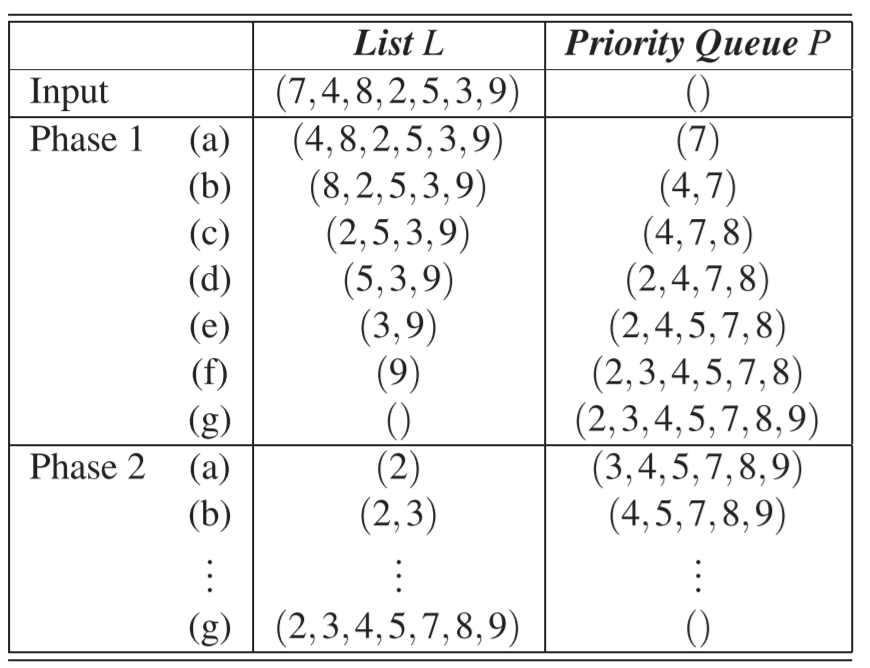 List L Priority Queue P
Input (7,4,8,2,5,3,9) ()
Phase 1 (a) (4,8,2,5,3,9) (7)
(b) (8,2,5,3,9) (4,7)
(c) (2,5,3,9) (4,7,8)
(d) (5,3,9) (2,4,7,8)
(e) (3,9) (2,4,5,7,8)
(f) (9) (2,3,4,5,7,8)
(g) () (2,3,4,5,7,8,9)
Phase 2 (a) (2) (3,4,5,7,8,9)
(b) (2,3) (4,5,7,8,9)
⋮ ⋮ ⋮
(g) (2,3,4,5,7,8,9) ()